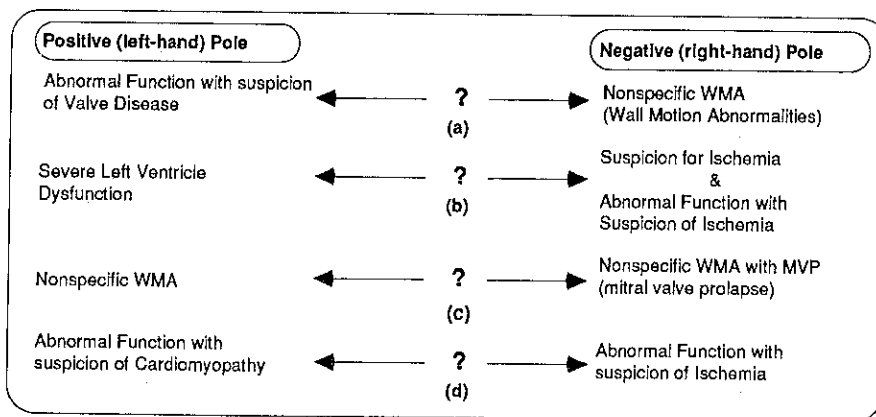 Positive (left-hand) Pole
Negative (right-hand) Pole
Abnormal Function with suspicion
of Valve Disease
?
(a)
Nonspecific WMA
(Wall Motion Abnormalities)
Severe Left Ventricle
Dysfunction
?
(b)
Suspicion for Ischemia
&
Abnormal Function with
Suspicion of Ischemia
Nonspecific WMA
?
(c)
Nonspecific WMA with MVP
(mitral valve prolapse)
Abnormal Function with
suspicion of Cardiomyopathy
?
(d)
Abnormal Function with
suspicion of Ischemia